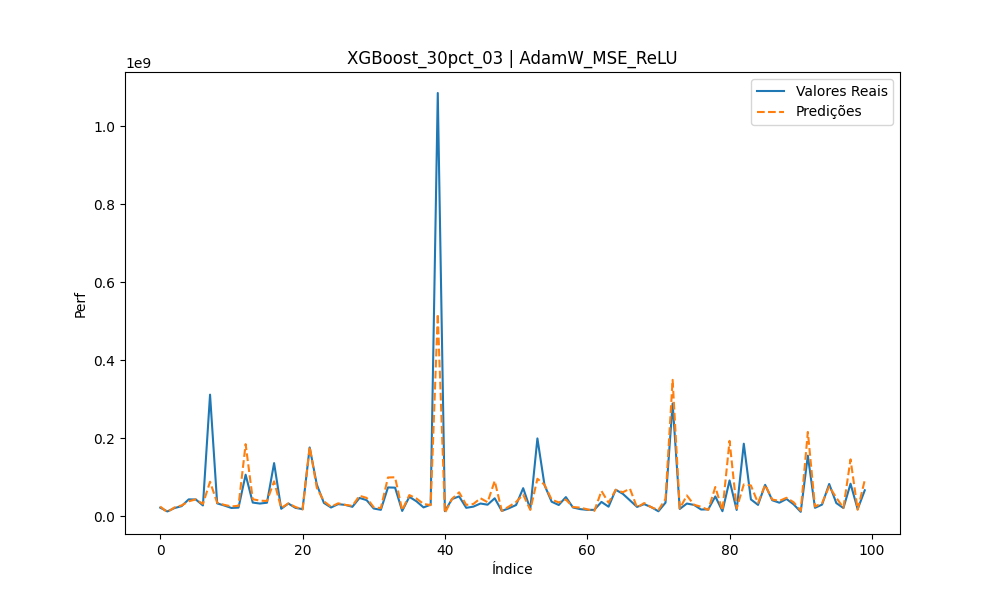 XGBoost_30pct_03 | AdamW_MSE_ReLU
1e9
Valores Reais
Predições
1.0
0.8
0.6
0.4
0.2
0.0
Perf
0
20
40
60
80
100
Índice